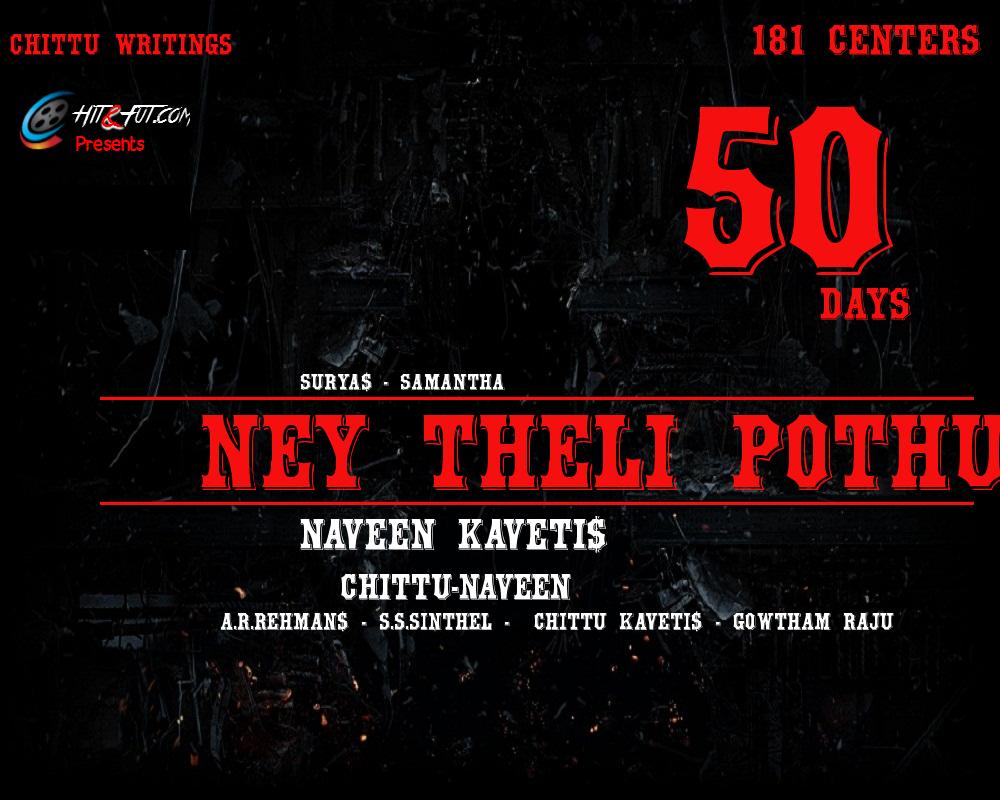 CHITTU WRITINGS
181 CENTERS
HIT&FUT.COM
Presents
50
DAYS
SURYA$ - SAMANTHA
NEY THELI POTHU
NAVEEN KAVETI$
CHITTU-NAVEEN
A.R.REHMAN$ - S.S.SINTHEL - CHITTU KAVETI$ - GOWTHAM RAJU